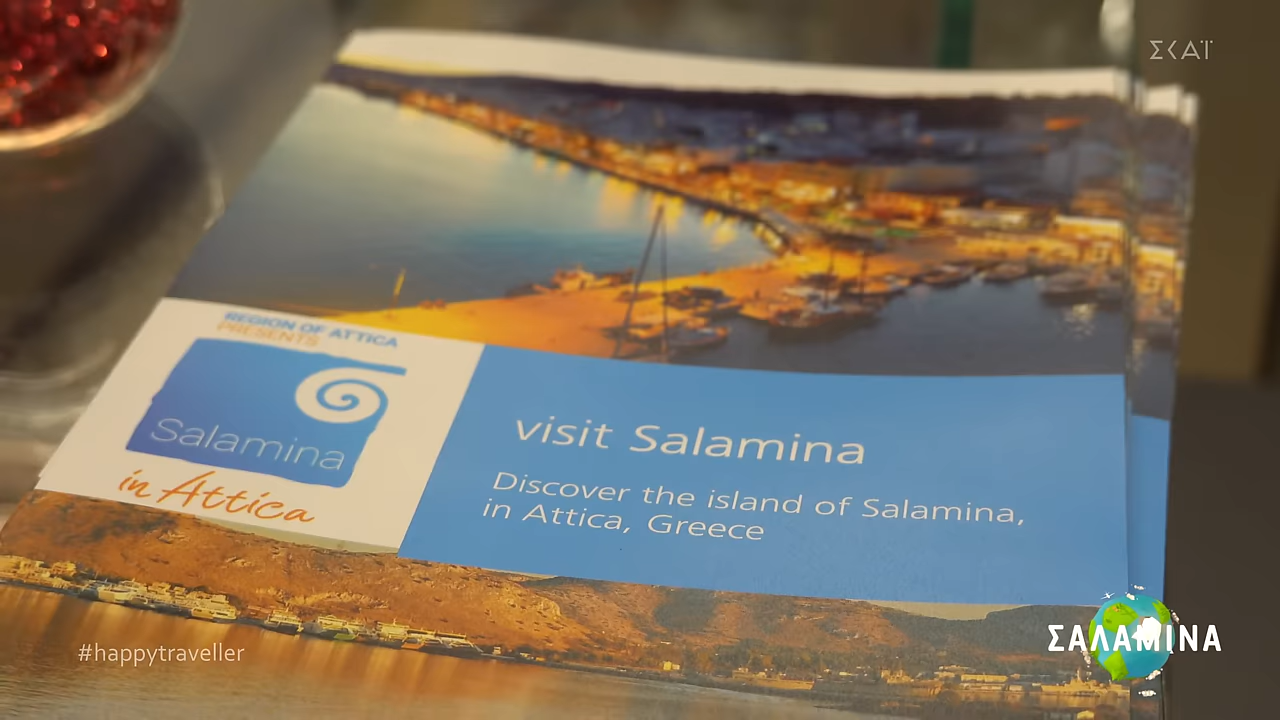 ΣΚΑΪ
REGION OF ATTICA
PRESENTS
Salamina
in Attica
visit Salamina
Discover the island of Salamina,
in Attica, Greece
#happytraveller
ΣΑΛΑΜΙΝΑ